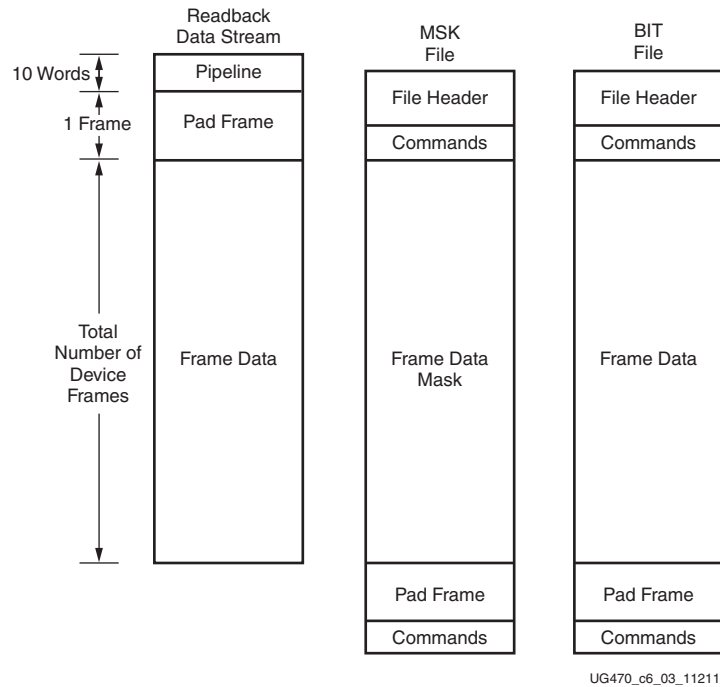 Readback
Data Stream
MSK
File
BIT
File
10 Words
Pipeline
1 Frame
Pad Frame
File Header
File Header
Commands
Commands
Total
Number of
Device
Frames
Frame Data
Frame Data
Mask
Frame Data
Pad Frame
Pad Frame
Commands
Commands
UG470_c6_03_11211